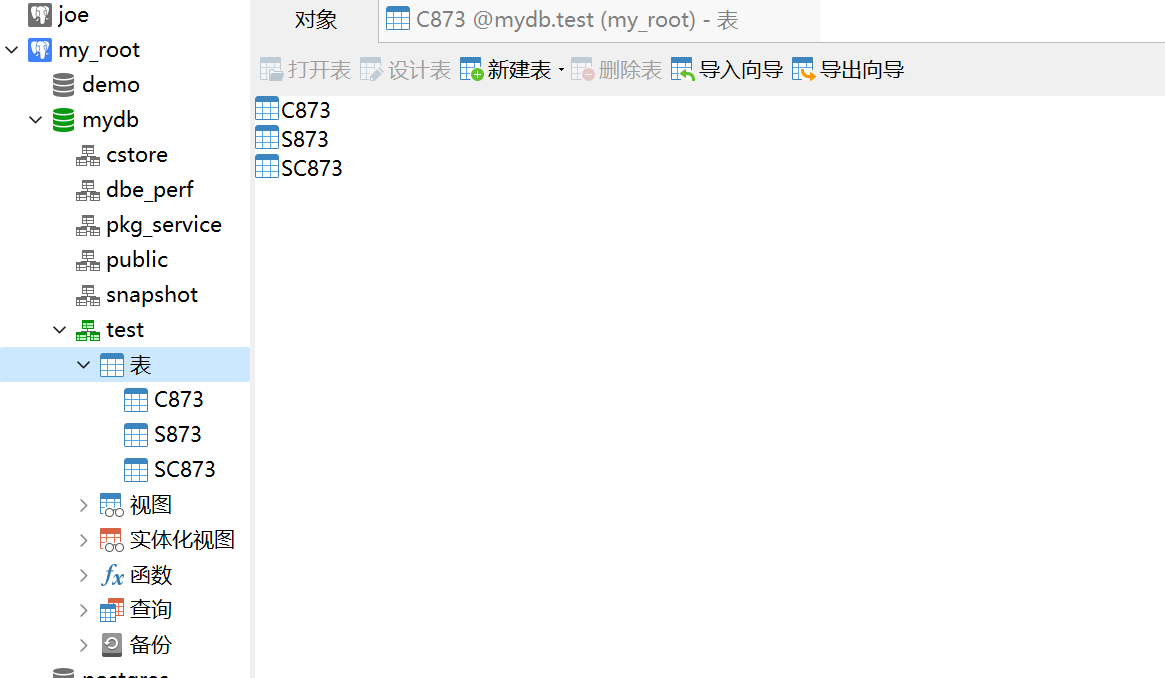 joe
my_root
demo
mydb
cstore
dbe_perf
pkg_service
public
snapshot
test
表
C873
S873
SC873
视图
实体化视图
fx 函数
查询
备份
postgres
对象 C873 @mydb.test (my_root) - 表
打开表 设计表 新建表 删除表 导入向导 导出向导
C873
S873
SC873